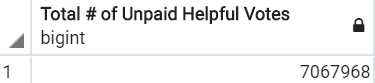 Total # of Unpaid Helpful Votes
bigint
1 7067968